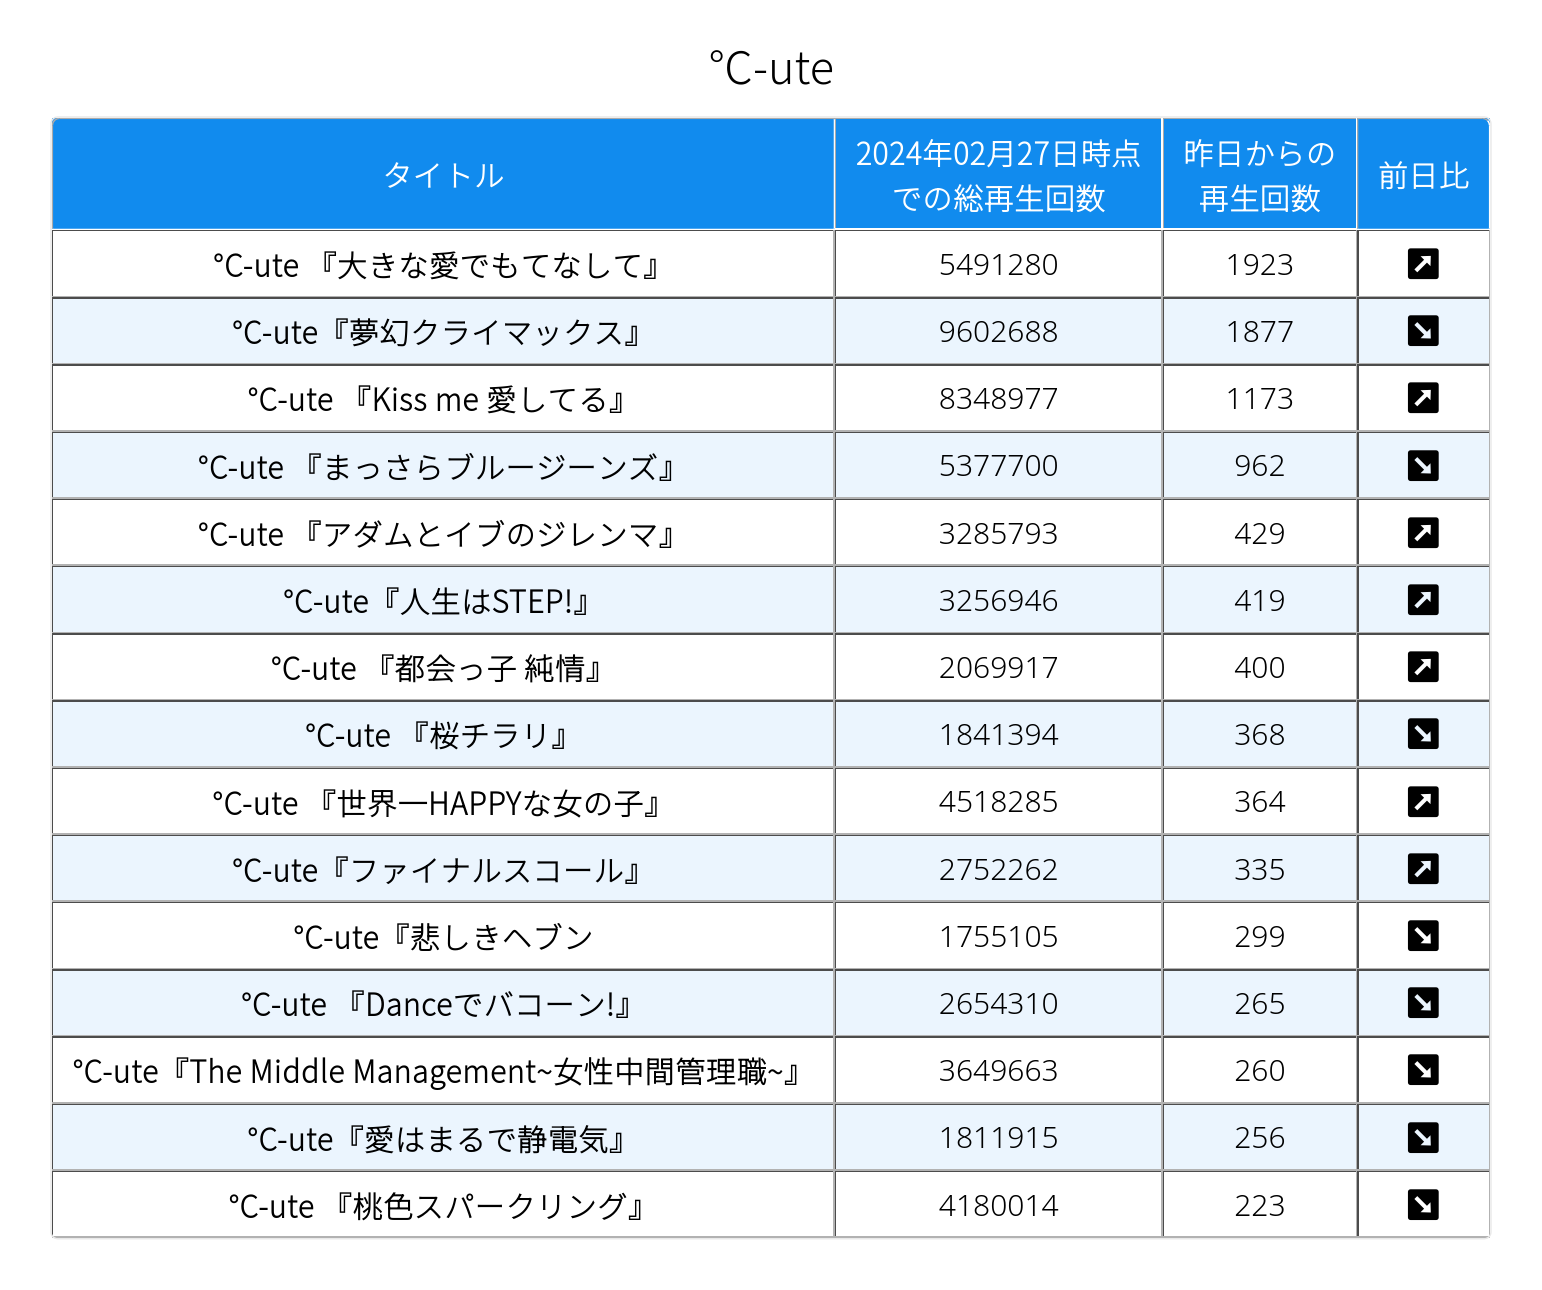 ℃-ute
タイトル
2024年02月27日時点
での総再生回数
昨日からの
再生回数
前日比
℃-ute 『大きな愛でもてなして』 5491280 1923
℃-ute『夢幻クライマックス』 9602688 1877
℃-ute 『Kiss me 愛してる』 8348977 1173
℃-ute 『まっさらブルージーンズ』 5377700 962
℃-ute 『アダムとイブのジレンマ』 3285793 429
℃-ute『人生はSTEP!』 3256946 419
℃-ute 『都会っ子 純情』 2069917 400
℃-ute 『桜チラリ』 1841394 368
℃-ute 『世界一HAPPYな女の子』 4518285 364
℃-ute『ファイナルスコール』 2752262 335
℃-ute『悲しきヘブン 1755105 299
℃-ute 『Danceでバコーン!』 2654310 265
℃-ute『The Middle Management~女性中間管理職~』 3649663 260
℃-ute『愛はまるで静電気』 1811915 256
℃-ute 『桃色スパークリング』 4180014 223